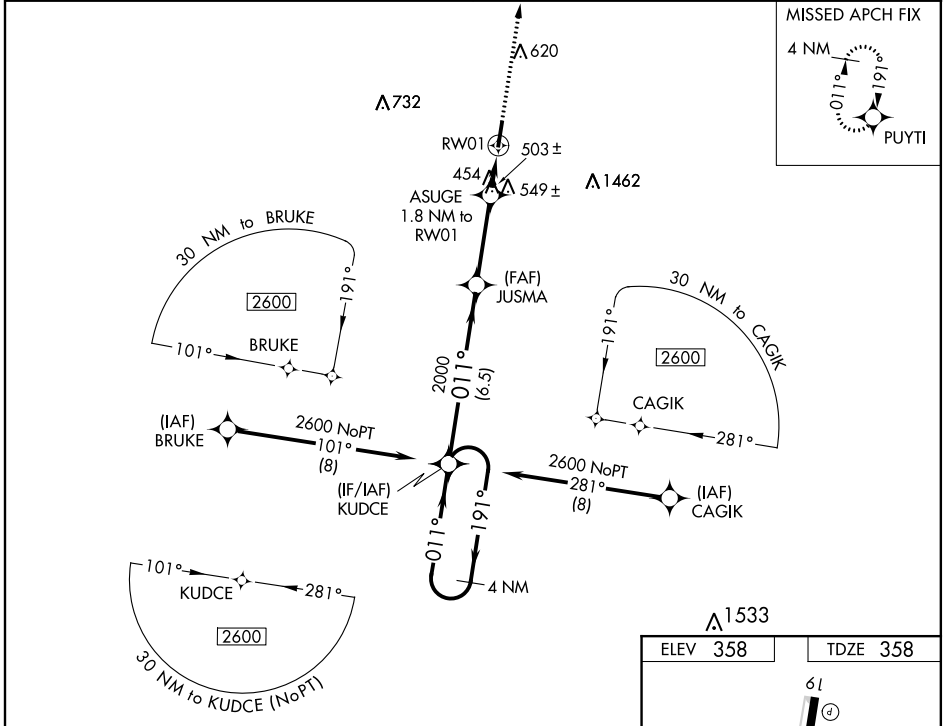 MISSED APCH FIX
4 NM
011°
191°
PUYTI
620
732
RW01
503 ±
454
549 ±
1462
ASUGE
1.8 NM to
RW01
(FAF)
JUSMA
30 NM to BRUKE
2600
191°
101°
BRUKE
30 NM to CAGIK
191°
2600
CAGIK
281°
2000
011°
(6.5)
(IAF)
BRUKE
2600 NoPT
101°
(8)
(IF/IAF)
KUDCE
2600 NoPT
281°
(8)
(IAF)
CAGIK
011°
191°
4 NM
101°
KUDCE
281°
2600
30 NM to KUDCE (NoPT)
1533
ELEV 358
TDZE 358
19
P